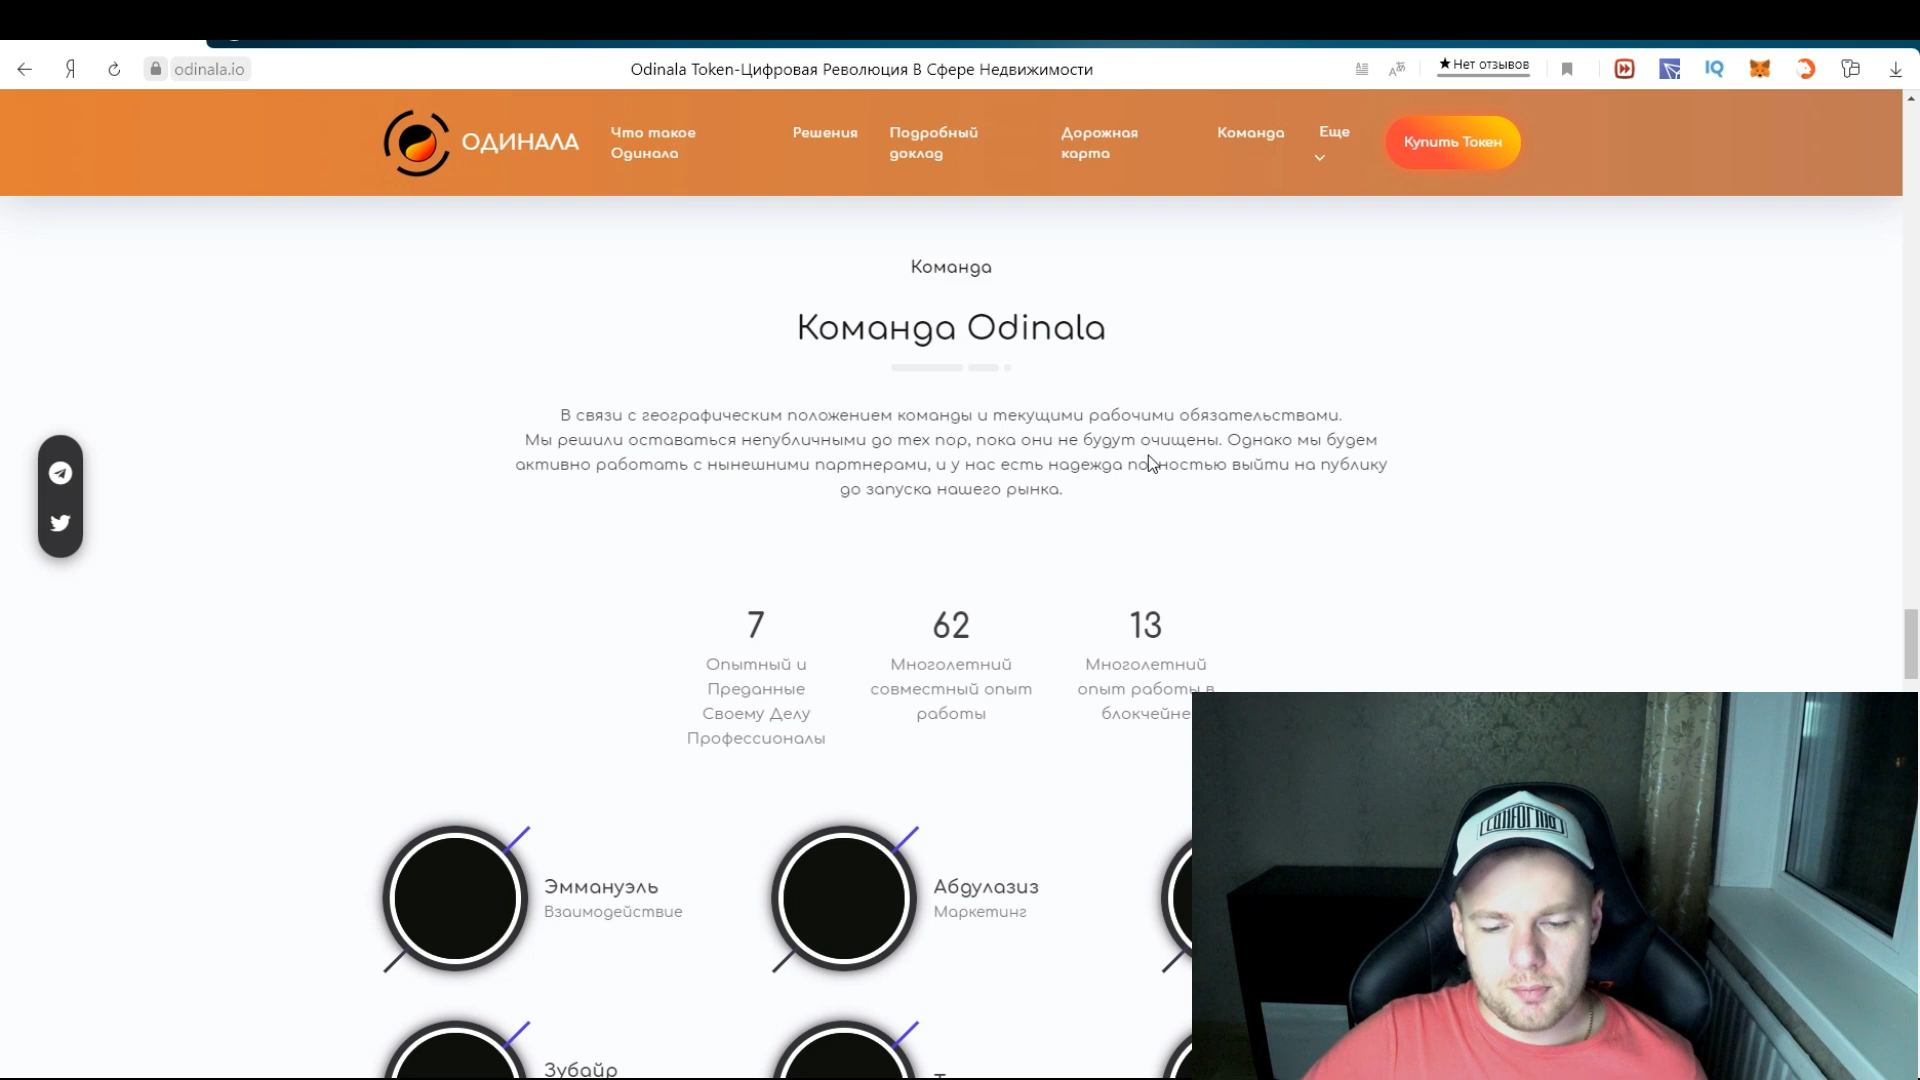 odinala.io
Odinala Token-Цифровая Революция В Сфере Недвижимости
★Нет отзывов
IQ
ОДИНАЛА
Что такое
Одинала
Решения
Подробный
доклад
Дорожная
карта
Команда
Еще
Купить Токен
Команда
Команда Odinala
В связи с географическим положением команды и текущими рабочими обязательствами.
Мы решили оставаться непубличными до тех пор, пока они не будут очищены. Однако мы будем
активно работать с нынешними партнерами, и у нас есть надежда полностью выйти на публику
до запуска нашего рынка.
7
Опытный и
Преданные
Своему Делу
Профессионалы
62
Многолетний
совместный опыт
работы
13
Многолетний
опыт работы в
блокчейне
Эммануэль
Взаимодействие
Абдулазиз
Маркетинг
Зубайр